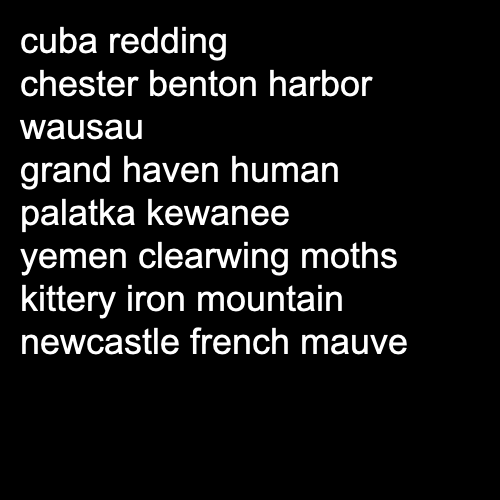 cuba redding
chester benton harbor
wausau
grand haven human
palatka kewanee
yemen clearwing moths
kittery iron mountain
newcastle french mauve